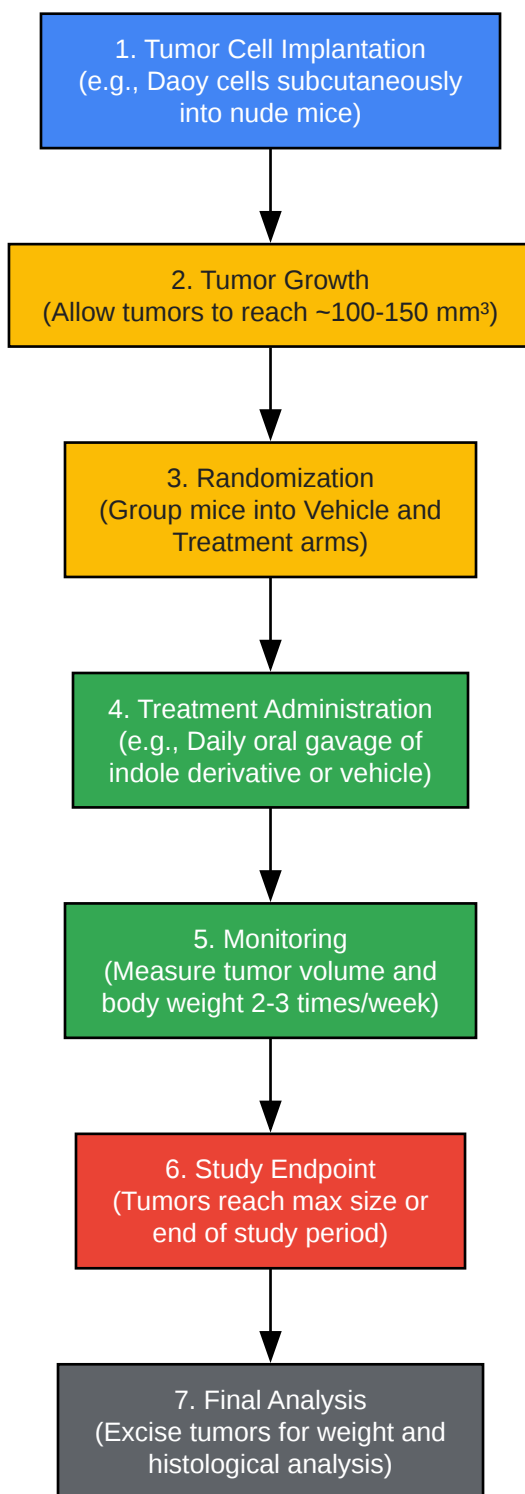 1. Tumor Cell Implantation
(e.g., Daoy cells subcutaneously
into nude mice)
2. Tumor Growth
(Allow tumors to reach ~100-150 mm³)
3. Randomization
(Group mice into Vehicle and
Treatment arms)
4. Treatment Administration
(e.g., Daily oral gavage of
indole derivative or vehicle)
5. Monitoring
(Measure tumor volume and
body weight 2-3 times/week)
6. Study Endpoint
(Tumors reach max size or
end of study period)
7. Final Analysis
(Excise tumors for weight and
histological analysis)